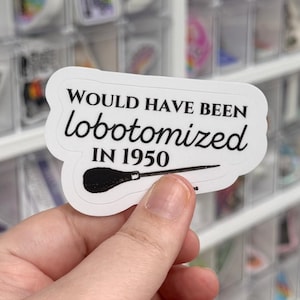 WOULD HAVE BEEN
lobotomized
IN 1950